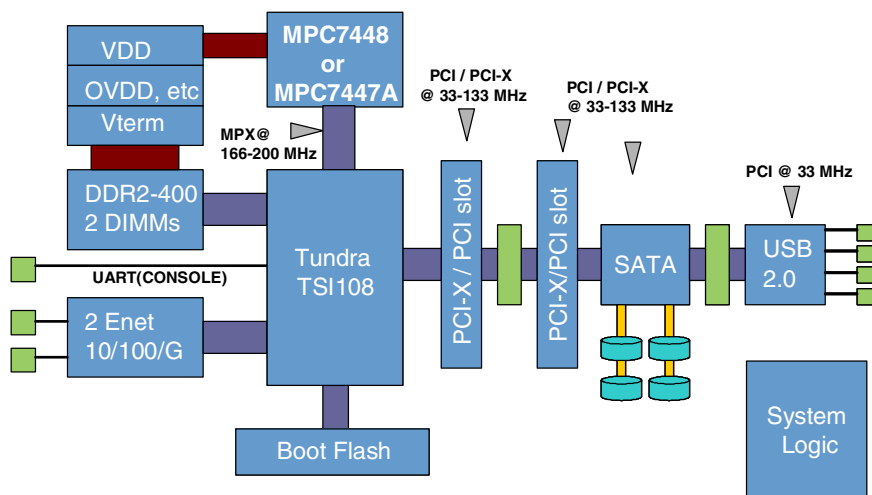 VDD
OVDD, etc
Vterm
MPC7448
or
MPC7447A
MPX@
166-200 MHz
PCI / PCI-X
@ 33-133 MHz
PCI / PCI-X
@ 33-133 MHz
PCI @ 33 MHz
DDR2-400
2 DIMMs
UART(CONSOLE)
2 Enet
10/100/G
Tundra
TSI108
PCI-X / PCI slot
PCI-X/PCI slot
SATA
USB
2.0
Boot Flash
System
Logic